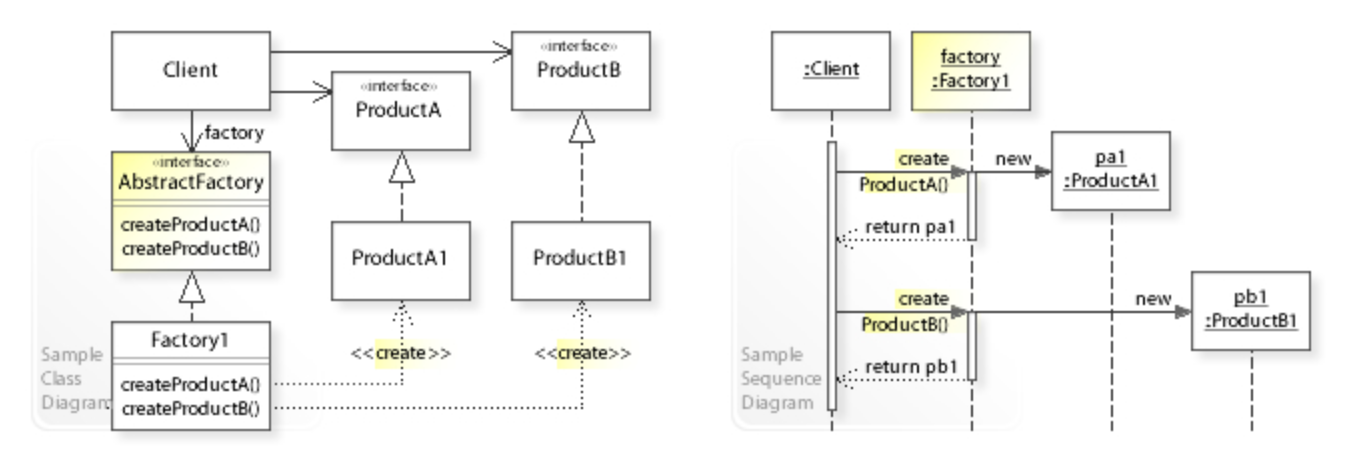 Client
«interface»
ProductB
«interface»
ProductA
factory
«interface»
AbstractFactory
createProductA()
createProductB()
ProductA1
ProductB1
Factory1
createProductA()
createProductB()
<<create>>
<<create>>
Sample
Class
Diagram
:Client
factory
:Factory1
create
ProductA()
new
pa1
:ProductA1
return pa1
create
ProductB()
new
pb1
:ProductB1
return pb1
Sample
Sequence
Diagram